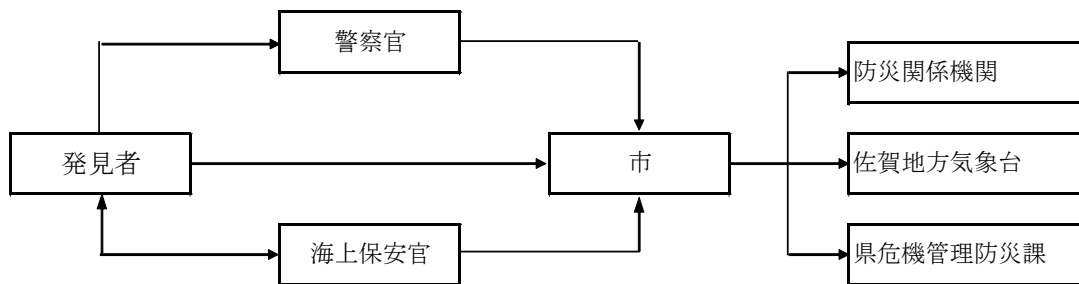 警察官
防災関係機関
発見者
市
佐賀地方気象台
海上保安官
県危機管理防災課